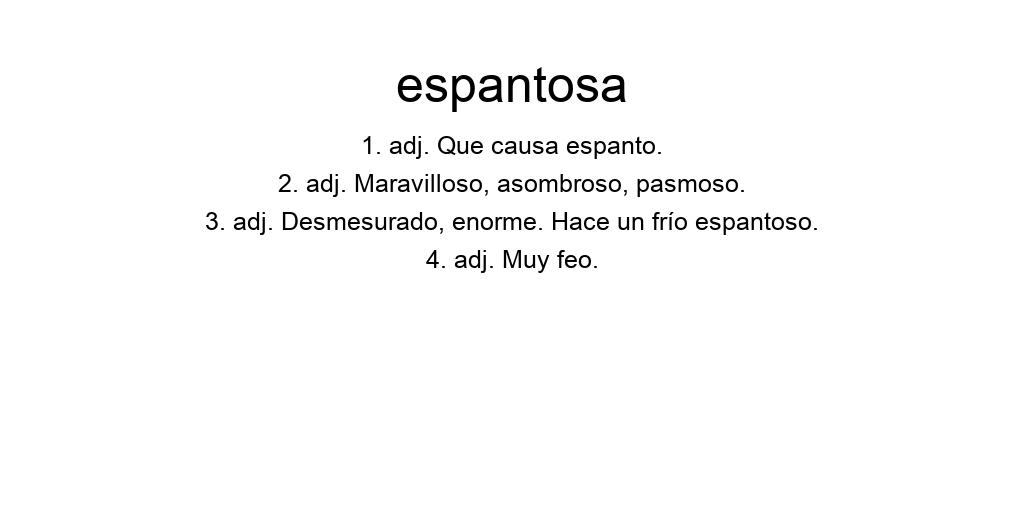 espantosa
1. adj. Que causa espanto.
2. adj. Maravilloso, asombroso, pasmoso.
3. adj. Desmesurado, enorme. Hace un frío espantoso.
4. adj. Muy feo.